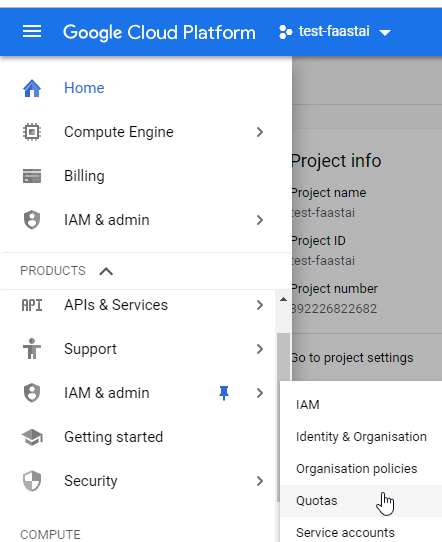 Google Cloud Platform
test-faastai
Home
Compute Engine
Billing
IAM & admin
PRODUCTS
API APIs & Services
Support
IAM & admin
Getting started
Security
COMPUTE
Project info
Project name
test-faastai
Project ID
test-faastai
Project number
892226822682
Go to project settings
IAM
Identity & Organisation
Organisation policies
Quotas
Service accounts